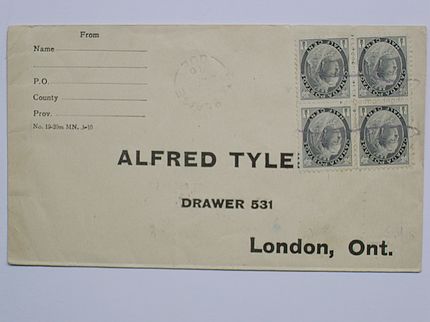 From
Name
P.O.
County
Prov.
No. 19-20m MN. 3-10
ALFRED TYLE
DRAWER 531
London, Ont.